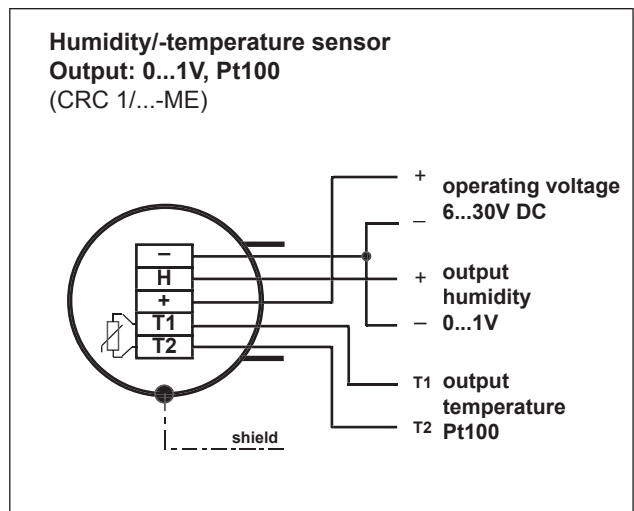 Humidity/-temperature sensor
Output: 0...1V, Pt100
(CRC 1/...-ME)
+
operating voltage
– 6...30V DC
–
H
+
T1
T2
+ output
humidity
– 0...1V
T1 output
temperature
T2 Pt100
shield